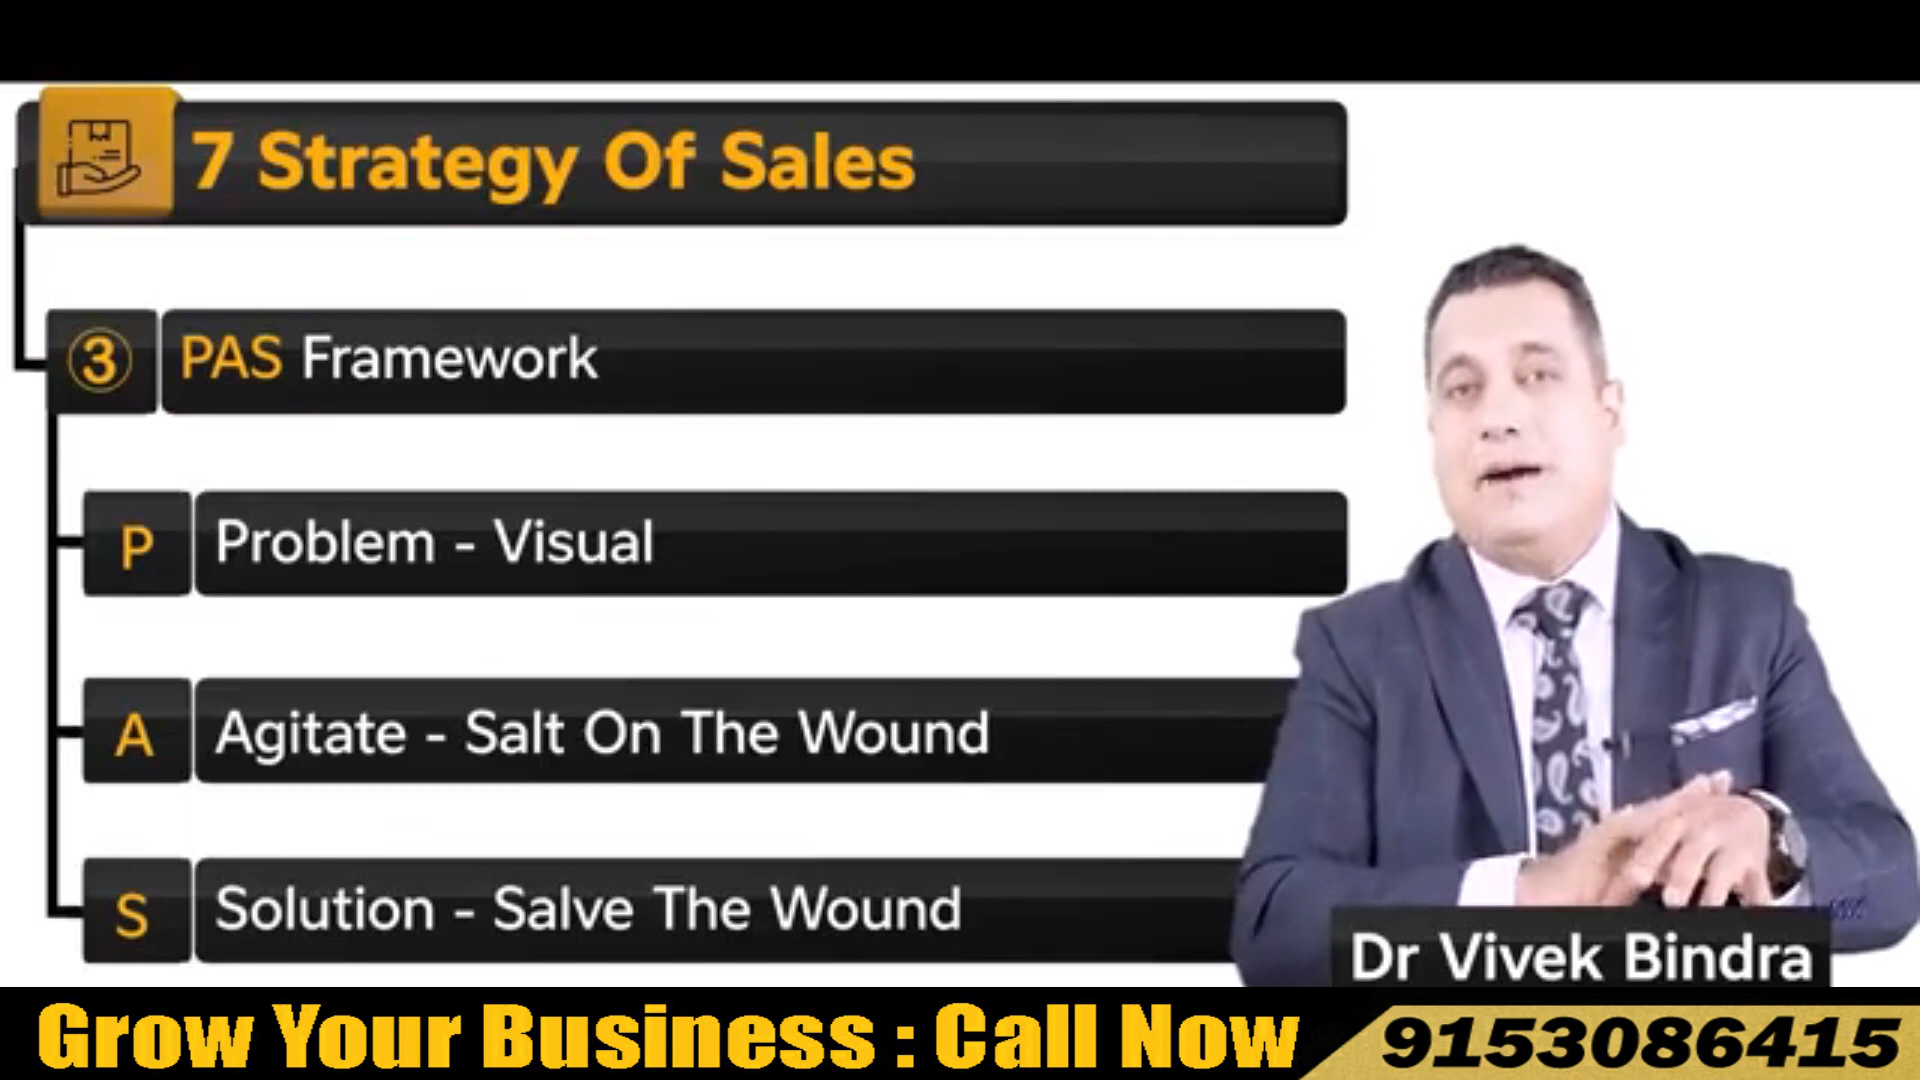 7 Strategy Of Sales
3 PAS Framework
P Problem - Visual
A Agitate - Salt On The Wound
S Solution - Salve The Wound
Dr Vivek Bindra
Grow Your Business : Call Now 9153086415